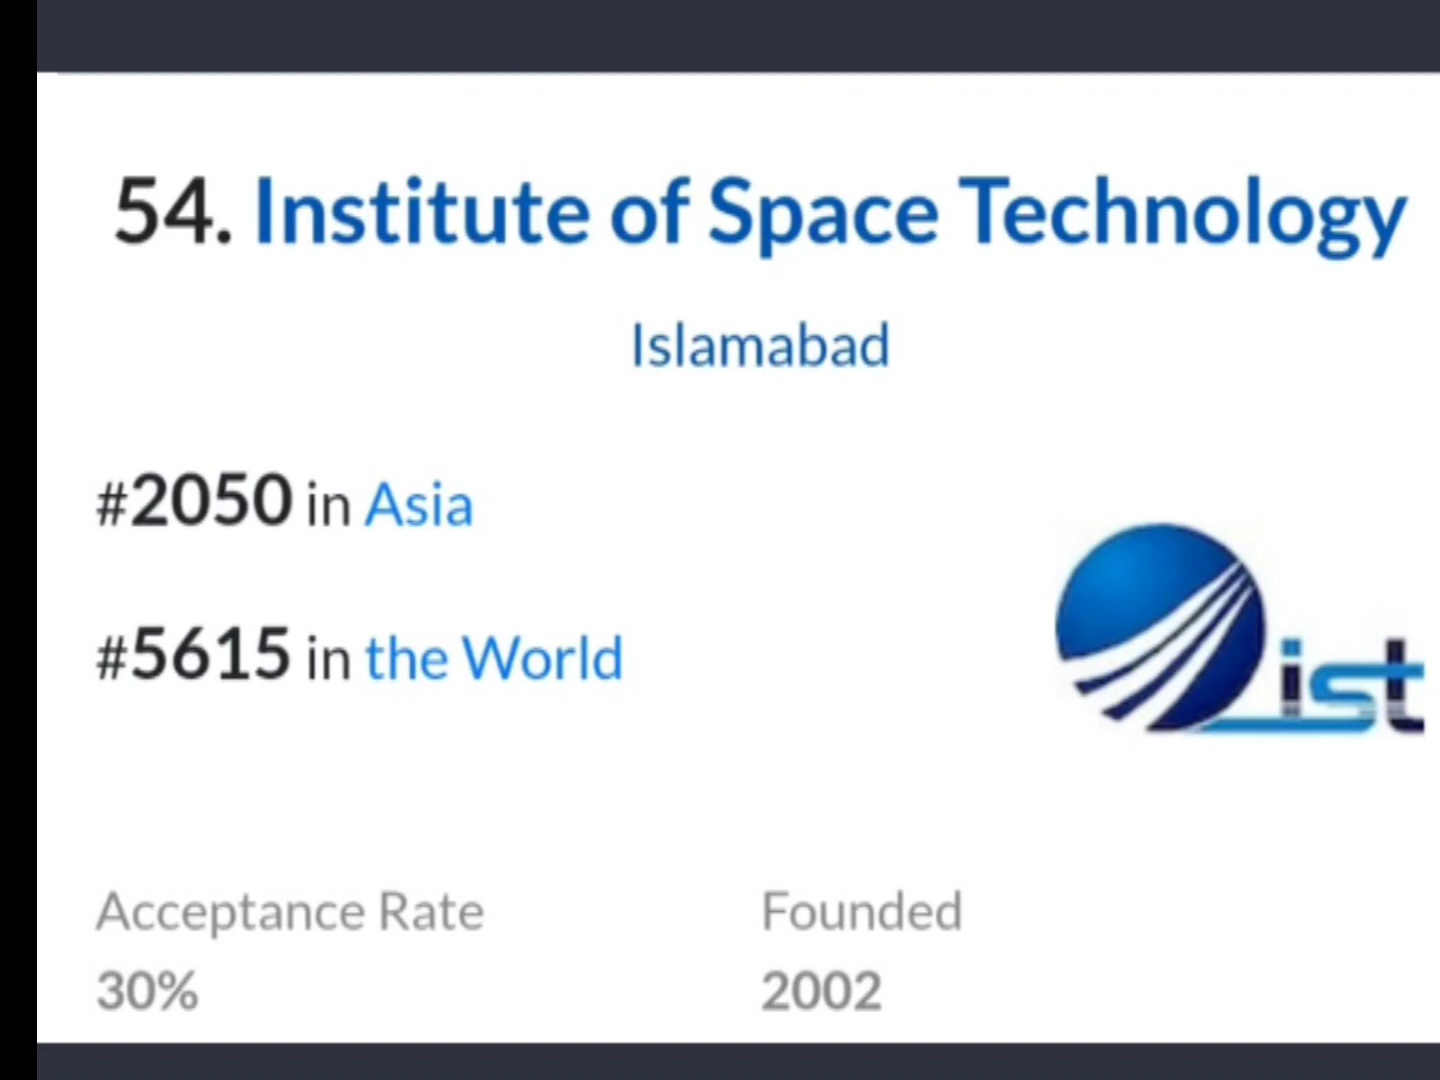 54. Institute of Space Technology
Islamabad
#2050 in Asia
#5615 in the World
ist
Acceptance Rate
30%
Founded
2002